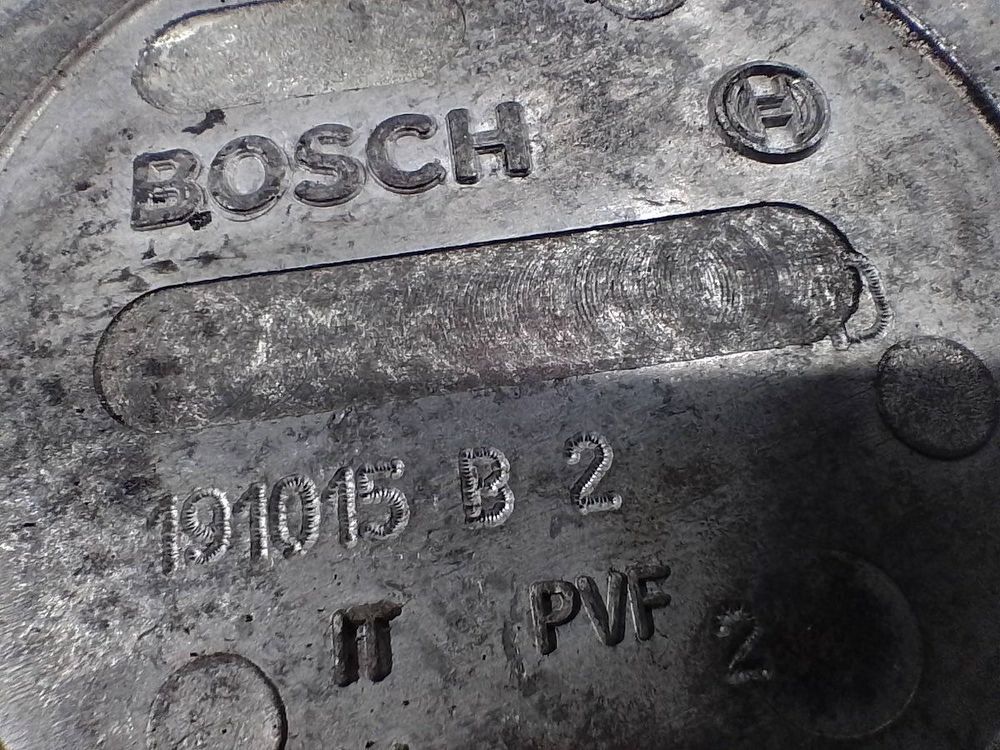 BOSCH
191015 B 2
IT PVF 2